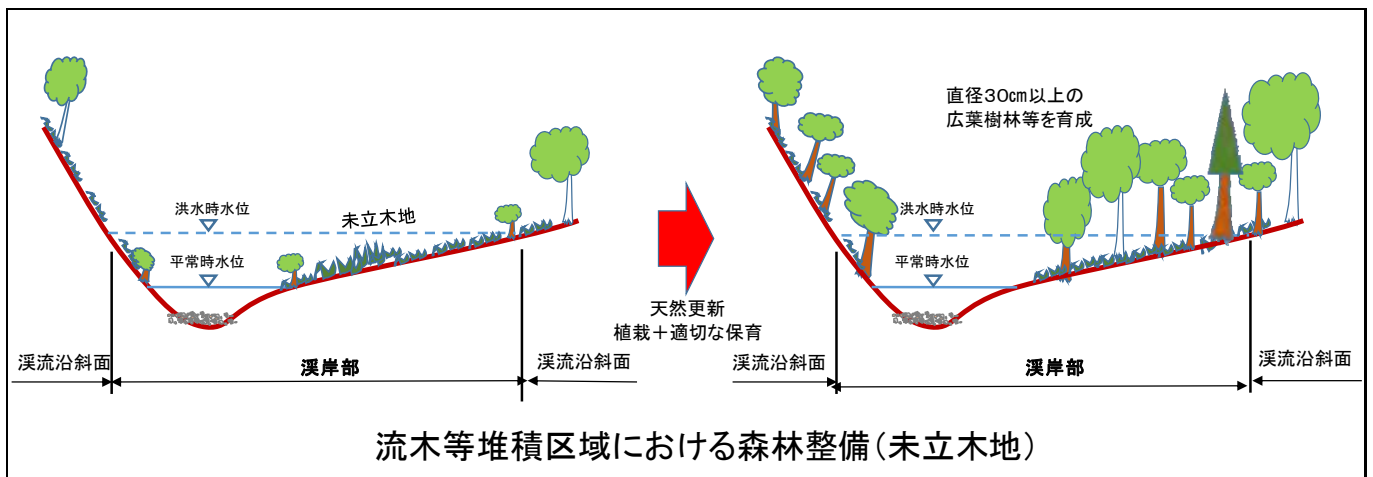 洪水時水位
未立木地
平常時水位
渓流沿斜面
渓岸部
渓流沿斜面
天然更新
植栽＋適切な保育
直径３０㎝以上の
広葉樹林等を育成
洪水時水位
平常時水位
渓流沿斜面
渓岸部
渓流沿斜面
流木等堆積区域における森林整備（未立木地）